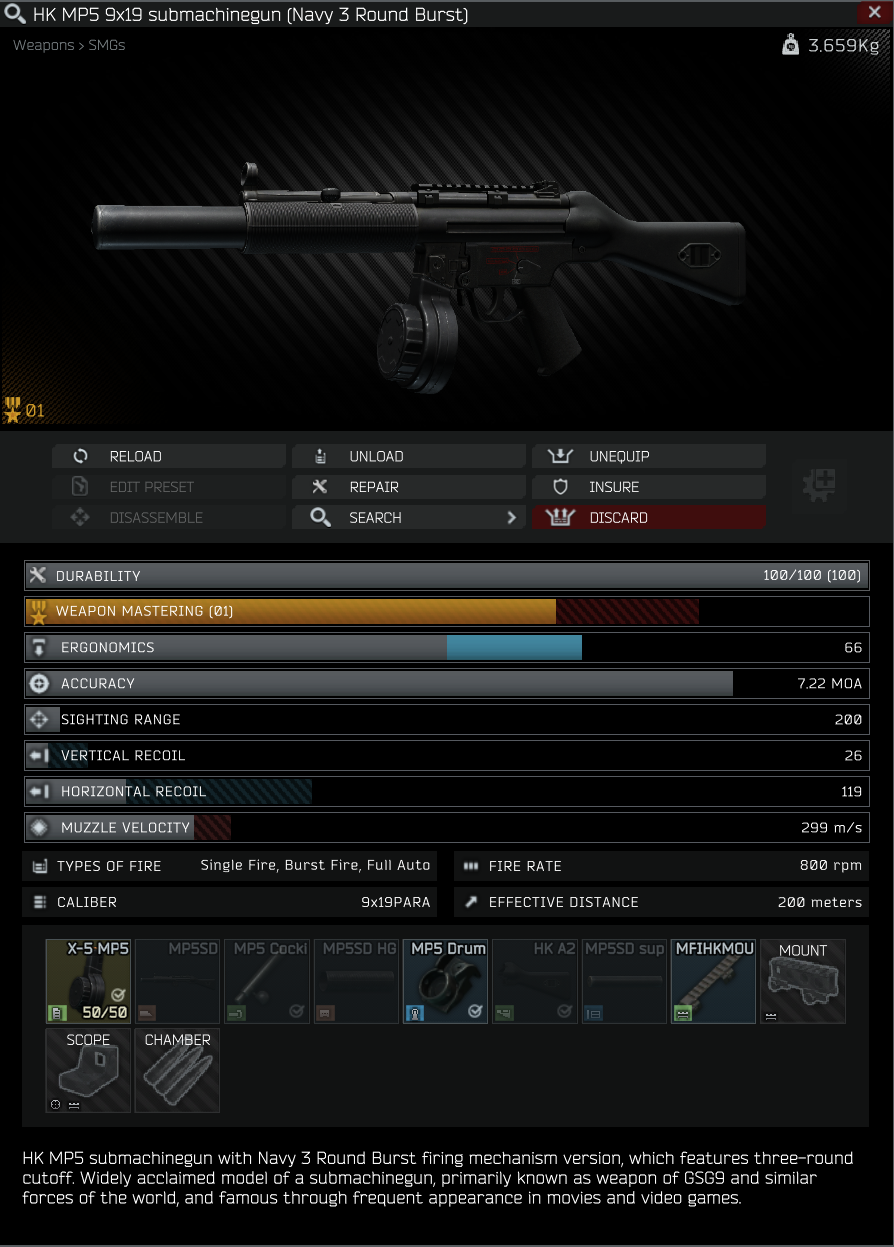 HK MP5 9x19 submachinegun (Navy 3 Round Burst)
Weapons > SMGs
3.659Kg
01
RELOAD
UNLOAD
UNEQUIP
EDIT PRESET
REPAIR
INSURE
DISASSEMBLE
SEARCH
DISCARD
DURABILITY 100/100 (100)
WEAPON MASTERING (01)
ERGONOMICS 66
ACCURACY 7.22 MOA
SIGHTING RANGE 200
VERTICAL RECOIL 26
HORIZONTAL RECOIL 119
MUZZLE VELOCITY 299 m/s
TYPES OF FIRE Single Fire, Burst Fire, Full Auto
FIRE RATE 800 rpm
CALIBER 9x19PARA
EFFECTIVE DISTANCE 200 meters
X-5 MP5
MP5SD
MP5 Cocki
MP5SD HG
MP5 Drum
HK A2
MP5SD sup
MFIHKMOU
MOUNT
50/50
SCOPE
CHAMBER
HK MP5 submachinegun with Navy 3 Round Burst firing mechanism version, which features three-round
cutoff. Widely acclaimed model of a submachinegun, primarily known as weapon of GSG9 and similar
forces of the world, and famous through frequent appearance in movies and video games.